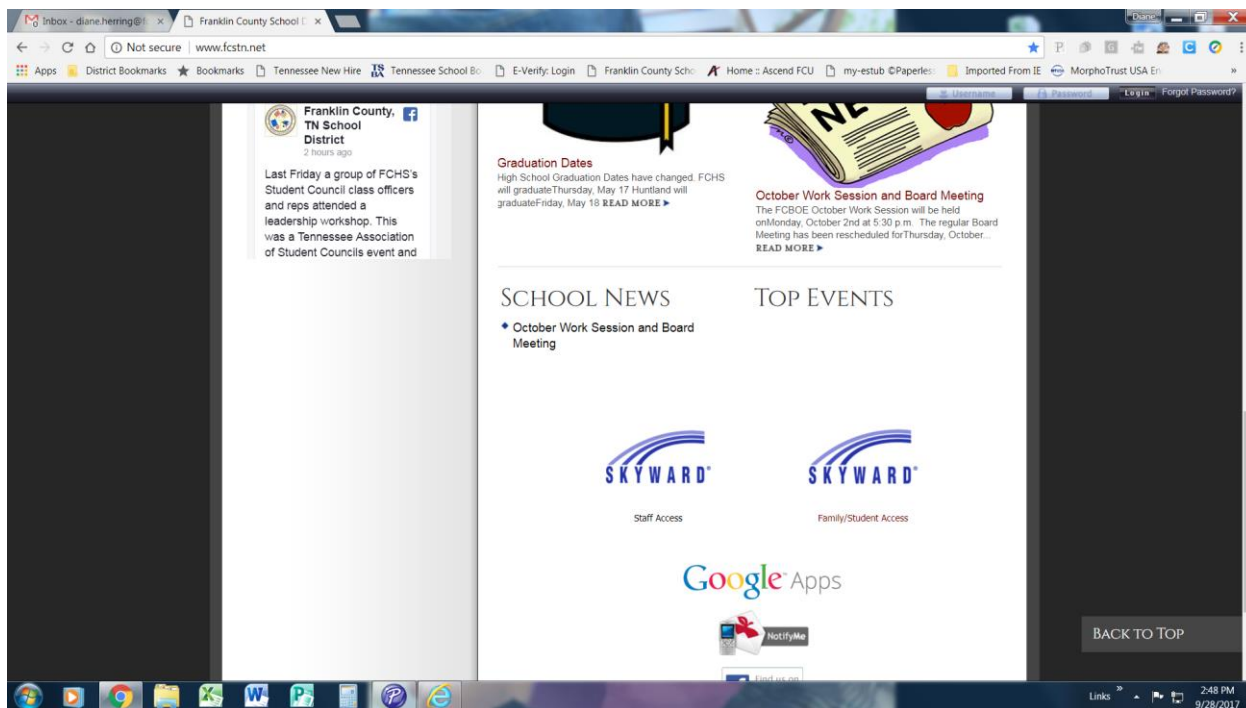 Inbox - diane.herring@f
Franklin County School D
Diane
Not secure | www.fcstn.net
Apps District Bookmarks Bookmarks Tennessee New Hire Tennessee School Bo E-Verify: Login Franklin County Scho Home :: Ascend FCU my-estub ©Paperles Imported From IE MorphoTrust USA En »
Username Password Login Forgot Password?
Franklin County,
TN School
District
2 hours ago
Last Friday a group of FCHS's
Student Council class officers
and reps attended a
leadership workshop. This
was a Tennessee Association
of Student Councils event and
Graduation Dates
High School Graduation Dates have changed. FCHS
will graduateThursday, May 17 Huntland will
graduateFriday, May 18 READ MORE
NE
October Work Session and Board Meeting
The FCBOE October Work Session will be held
onMonday, October 2nd at 5:30 p.m. The regular Board
Meeting has been rescheduled forThursday, October...
READ MORE
SCHOOL NEWS
October Work Session and Board
Meeting
TOP EVENTS
SKYWARD®
Staff Access
SKYWARD®
Family/Student Access
Google™ Apps
NotifyMe
Find us on
BACK TO TOP
Links »
2:48 PM
9/28/2017